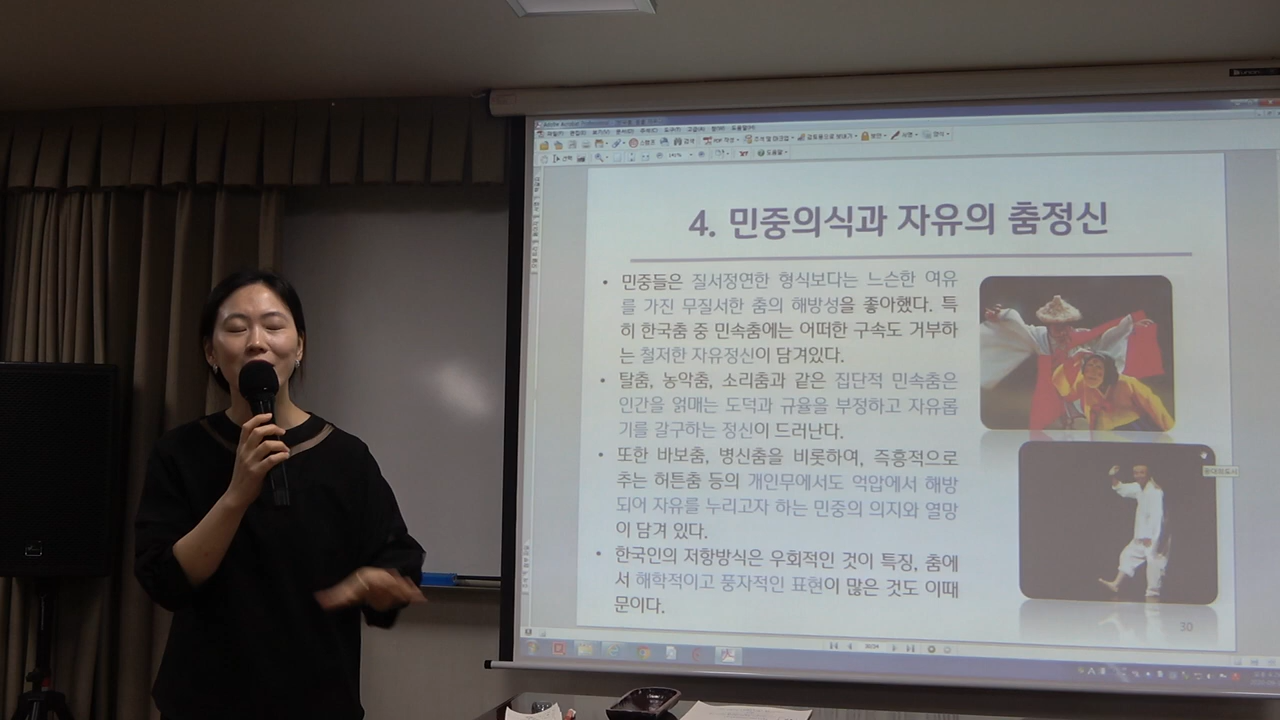 Adobe Acrobat Professional
4. 민중의식과 자유의 춤정신
• 민중들은 질서정연한 형식보다는 느슨한 여유
를 가진 무질서한 춤의 해방성을 좋아했다. 특
히 한국춤 중 민속춤에는 어떠한 구속도 거부하
는 철저한 자유정신이 담겨있다.
• 탈춤, 농악춤, 소리춤과 같은 집단적 민속춤은
인간을 얽매는 도덕과 규율을 부정하고 자유롭
기를 갈구하는 정신이 드러난다.
• 또한 바보춤, 병신춤을 비롯하여, 즉흥적으로
추는 허튼춤 등의 개인무에서도 억압에서 해방
되어 자유를 누리고자 하는 민중의 의지와 열망
이 담겨 있다.
• 한국인의 저항방식은 우회적인 것이 특징, 춤에
서 해학적이고 풍자적인 표현이 많은 것도 이때
문이다.
30